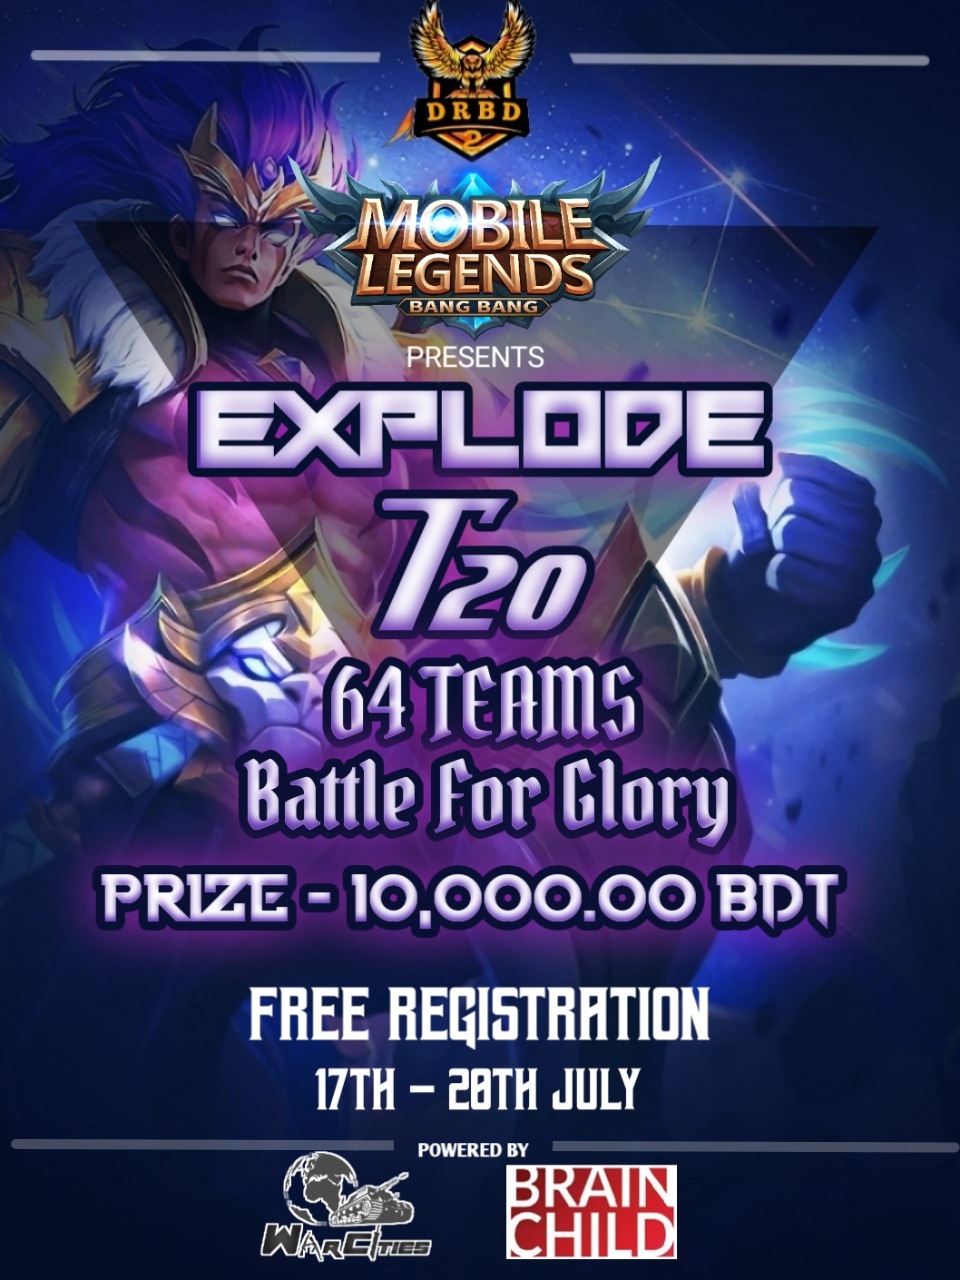 DRBD
2
MOBILE
LEGENDS
BANG BANG
PRESENTS
EXPLODE
T20
64 TEAMS
Battle For Glory
PRIZE - 10,000.00 BDT
FREE REGISTRATION
17TH - 20TH JULY
POWERED BY
WARCITIES
BRAIN
CHILD